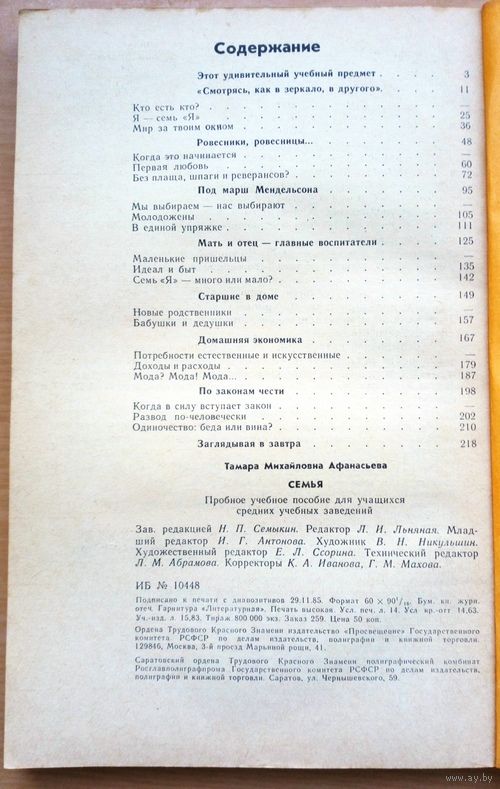 Содержание
Этот удивительный учебный предмет . . . . 3
«Смотрясь, как в зеркало, в другого». . . . . 11
Кто есть кто? . . . . . . . . . . . —
Я — семь «Я» . . . . . . . . . . . 25
Мир за твоим окном . . . . . . . . . . 36
Ровесники, ровесницы... . . . . . . . 48
Когда это начинается . . . . . . . . . . —
Первая любовь . . . . . . . . . . . 60
Без плаща, шпаги и реверансов? . . . . . . . 72
Под марш Мендельсона . . . . . . . 95
Мы выбираем — нас выбирают . . . . . . . —
Молодожены . . . . . . . . . . . 105
В единой упряжке . . . . . . . . . . 111
Мать и отец — главные воспитатели . . . . 125
Маленькие пришельцы . . . . . . . . . —
Идеал и быт . . . . . . . . . . . 135
Семь «Я» — много или мало? . . . . . . . 142
Старшие в доме . . . . . . . . 149
Новые родственники . . . . . . . . . . —
Бабушки и дедушки . . . . . . . . . . 157
Домашняя экономика . . . . . . . 167
Потребности естественные и искусственные . . . . . —
Доходы и расходы . . . . . . . . . . 179
Мода? Мода! Мода... . . . . . . . . . . 187
По законам чести . . . . . . . . 198
Когда в силу вступает закон . . . . . . . . —
Развод по-человечески . . . . . . . . . 202
Одиночество: беда или вина? . . . . . . . . 210
Заглядывая в завтра . . . . . . . 218
Тамара Михайловна Афанасьева
СЕМЬЯ
Пробное учебное пособие для учащихся
средних учебных заведений
Зав. редакцией Н. П. Семыкин. Редактор Л. И. Льняная. Млад-
ший редактор И. Г. Антонова. Художник В. Н. Никульшин.
Художественный редактор Е. Л. Ссорина. Технический редактор
Л. М. Абрамова. Корректоры К. А. Иванова, Г. М. Махова.
ИБ № 10448
Подписано к печати с диапозитивов 29.11.85. Формат 60 × 90¹/₁₆. Бум. кн. журн.
отеч. Гарнитура «Литературная». Печать высокая. Усл. печ. л. 14. Усл кр.-отт 14,63.
Уч.-изд. л. 15,83. Тираж 800 000 экз. Заказ 259. Цена 50 коп.
Ордена Трудового Красного Знамени издательство «Просвещение» Государственного
комитета РСФСР по делам издательств, полиграфии и книжной торговли.
129846, Москва, 3-й проезд Марьиной рощи, 41.
Саратовский ордена Трудового Красного Знамени полиграфический комбинат
Росглавполиграфпрома Государственного комитета РСФСР по делам издательств,
полиграфии и книжной торговли. Саратов, ул. Чернышевского, 59.
www.ay.by